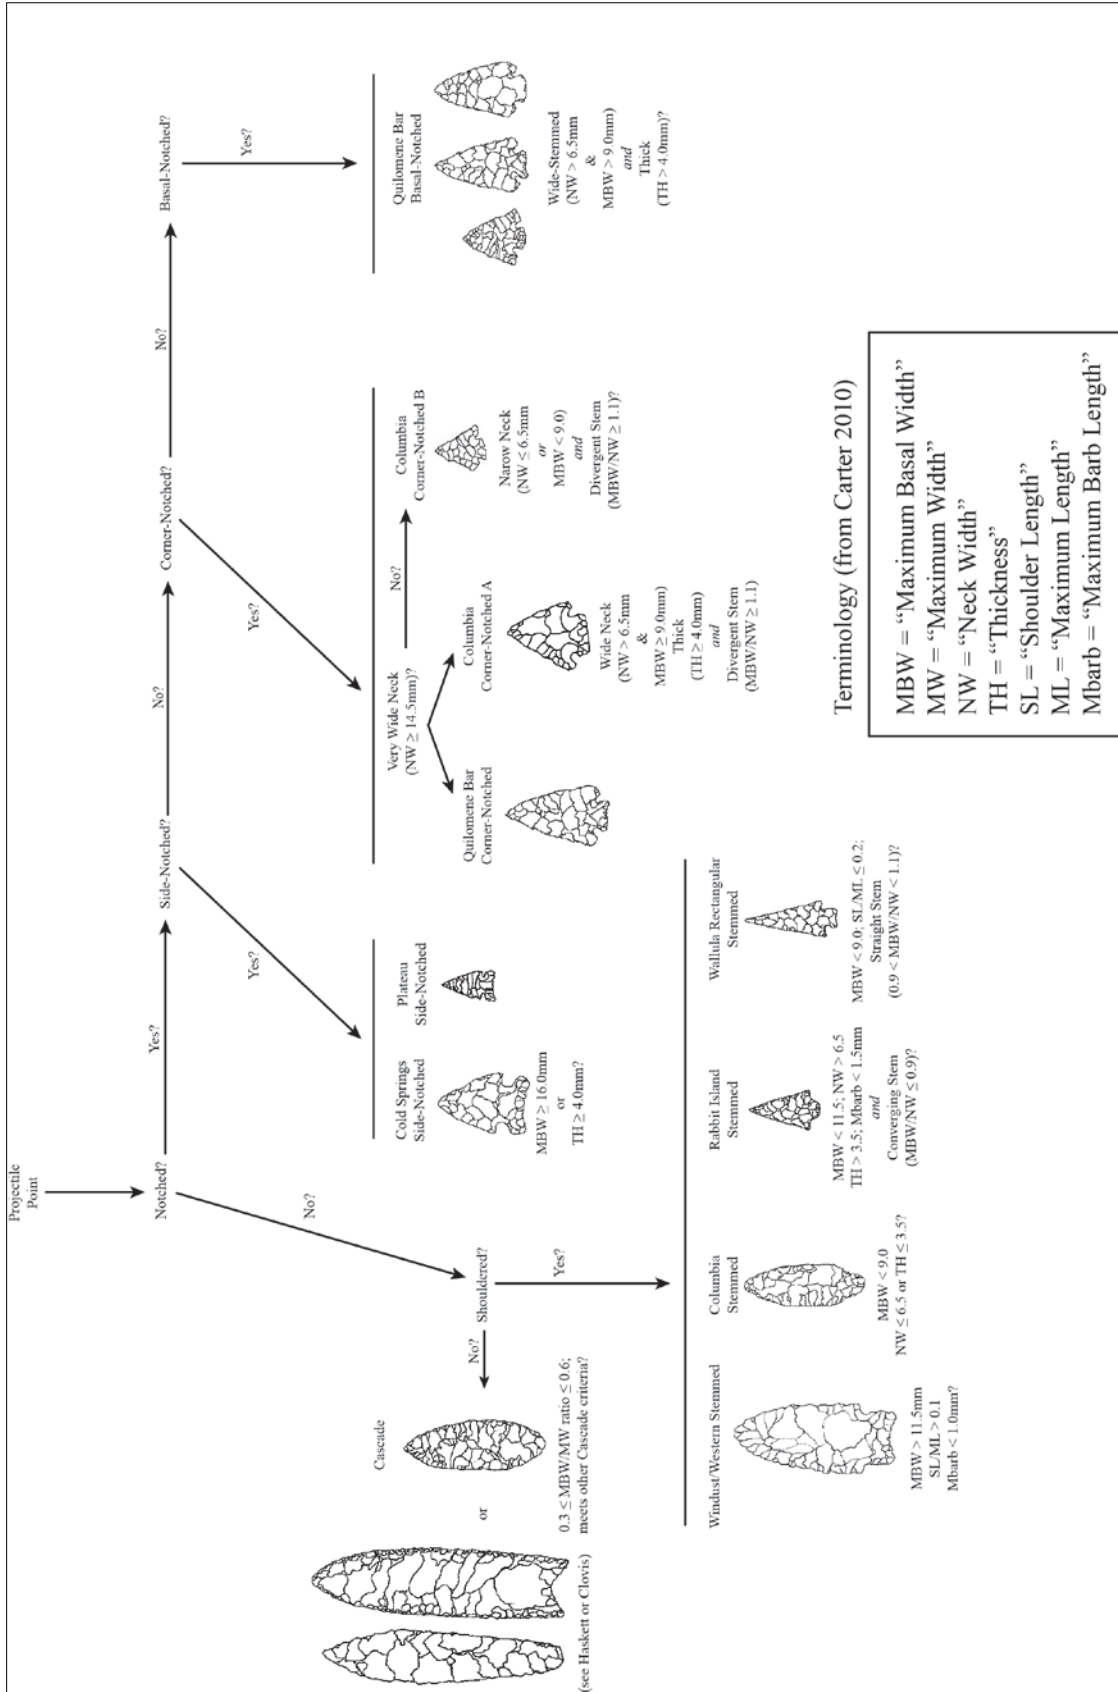 Projectile
Point
Notched?
Yes?
Side-Notched?
No?
Corner-Notched?
No?
Basal-Notched?
No?
Yes?
Yes?
Yes?
Shouldered?
No?
Yes?
(see Haskett or Clovis)
or
Cascade
0.3 ≤ MBW/MW ratio ≤ 0.6;
meets other Cascade criteria?
Cold Springs
Side-Notched
MBW ≥ 16.0mm
or
TH ≥ 4.0mm?
Plateau
Side-Notched
Very Wide Neck
(NW ≥ 14.5mm)?
No?
Quilomene Bar
Corner-Notched
Columbia
Corner-Notched A
Wide Neck
(NW > 6.5mm
&
MBW ≥ 9.0mm)
Thick
(TH ≥ 4.0mm)
and
Divergent Stem
(MBW/NW ≥ 1.1)
Columbia
Corner-Notched B
Narow Neck
(NW ≤ 6.5mm
or
MBW < 9.0)
and
Divergent Stem
(MBW/NW ≥ 1.1)?
Quilomene Bar
Basal-Notched
Wide-Stemmed
(NW > 6.5mm
&
MBW > 9.0mm)
and
Thick
(TH > 4.0mm)?
Windust/Western Stemmed
MBW > 11.5mm
SL/ML > 0.1
Mbarb < 1.0mm?
Columbia
Stemmed
MBW < 9.0
NW ≤ 6.5 or TH ≤ 3.5?
Rabbit Island
Stemmed
MBW < 11.5; NW > 6.5
TH > 3.5; Mbarb < 1.5mm
and
Converging Stem
(MBW/NW ≤ 0.9)?
Wallula Rectangular
Stemmed
MBW < 9.0; SL/ML ≤ 0.2;
Straight Stem
(0.9 < MBW/NW < 1.1)?
Terminology (from Carter 2010)
MBW = “Maximum Basal Width”
MW = “Maximum Width”
NW = “Neck Width”
TH = “Thickness”
SL = “Shoulder Length”
ML = “Maximum Length”
Mbarb = “Maximum Barb Length”